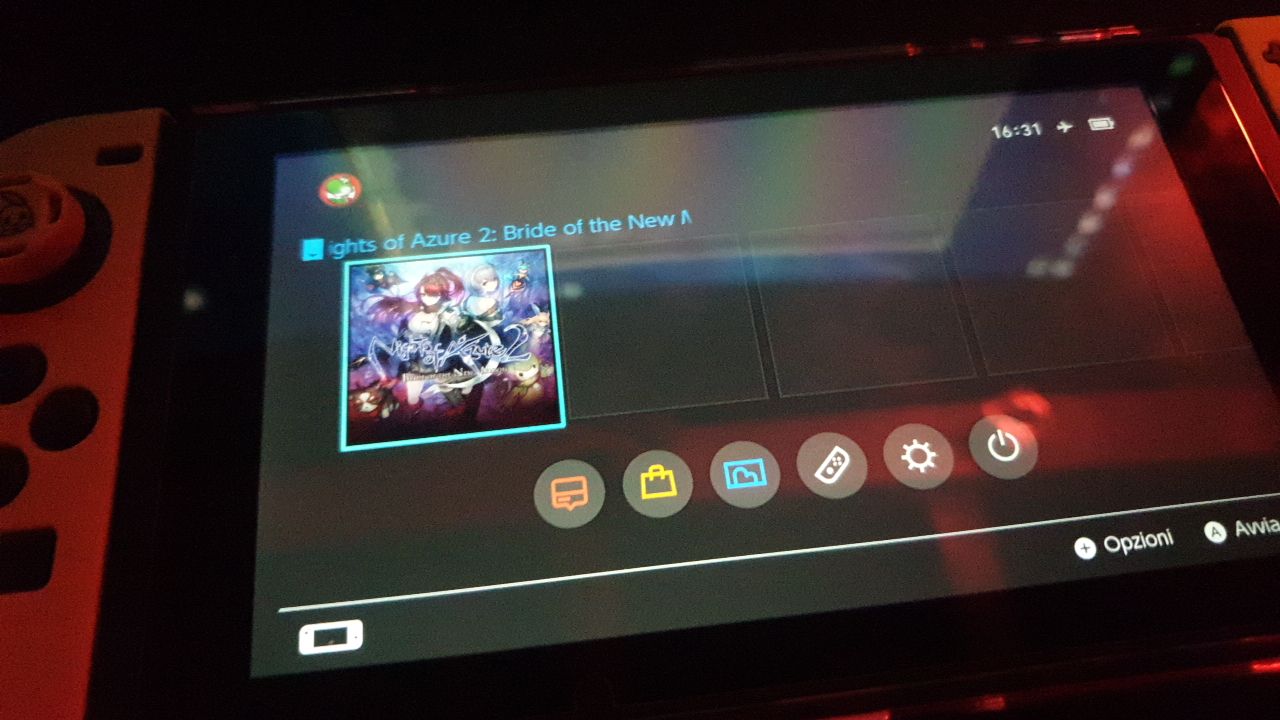 16:31
ights of Azure 2: Bride of the New
Nights of Azure 2
Opzioni
A Avvia